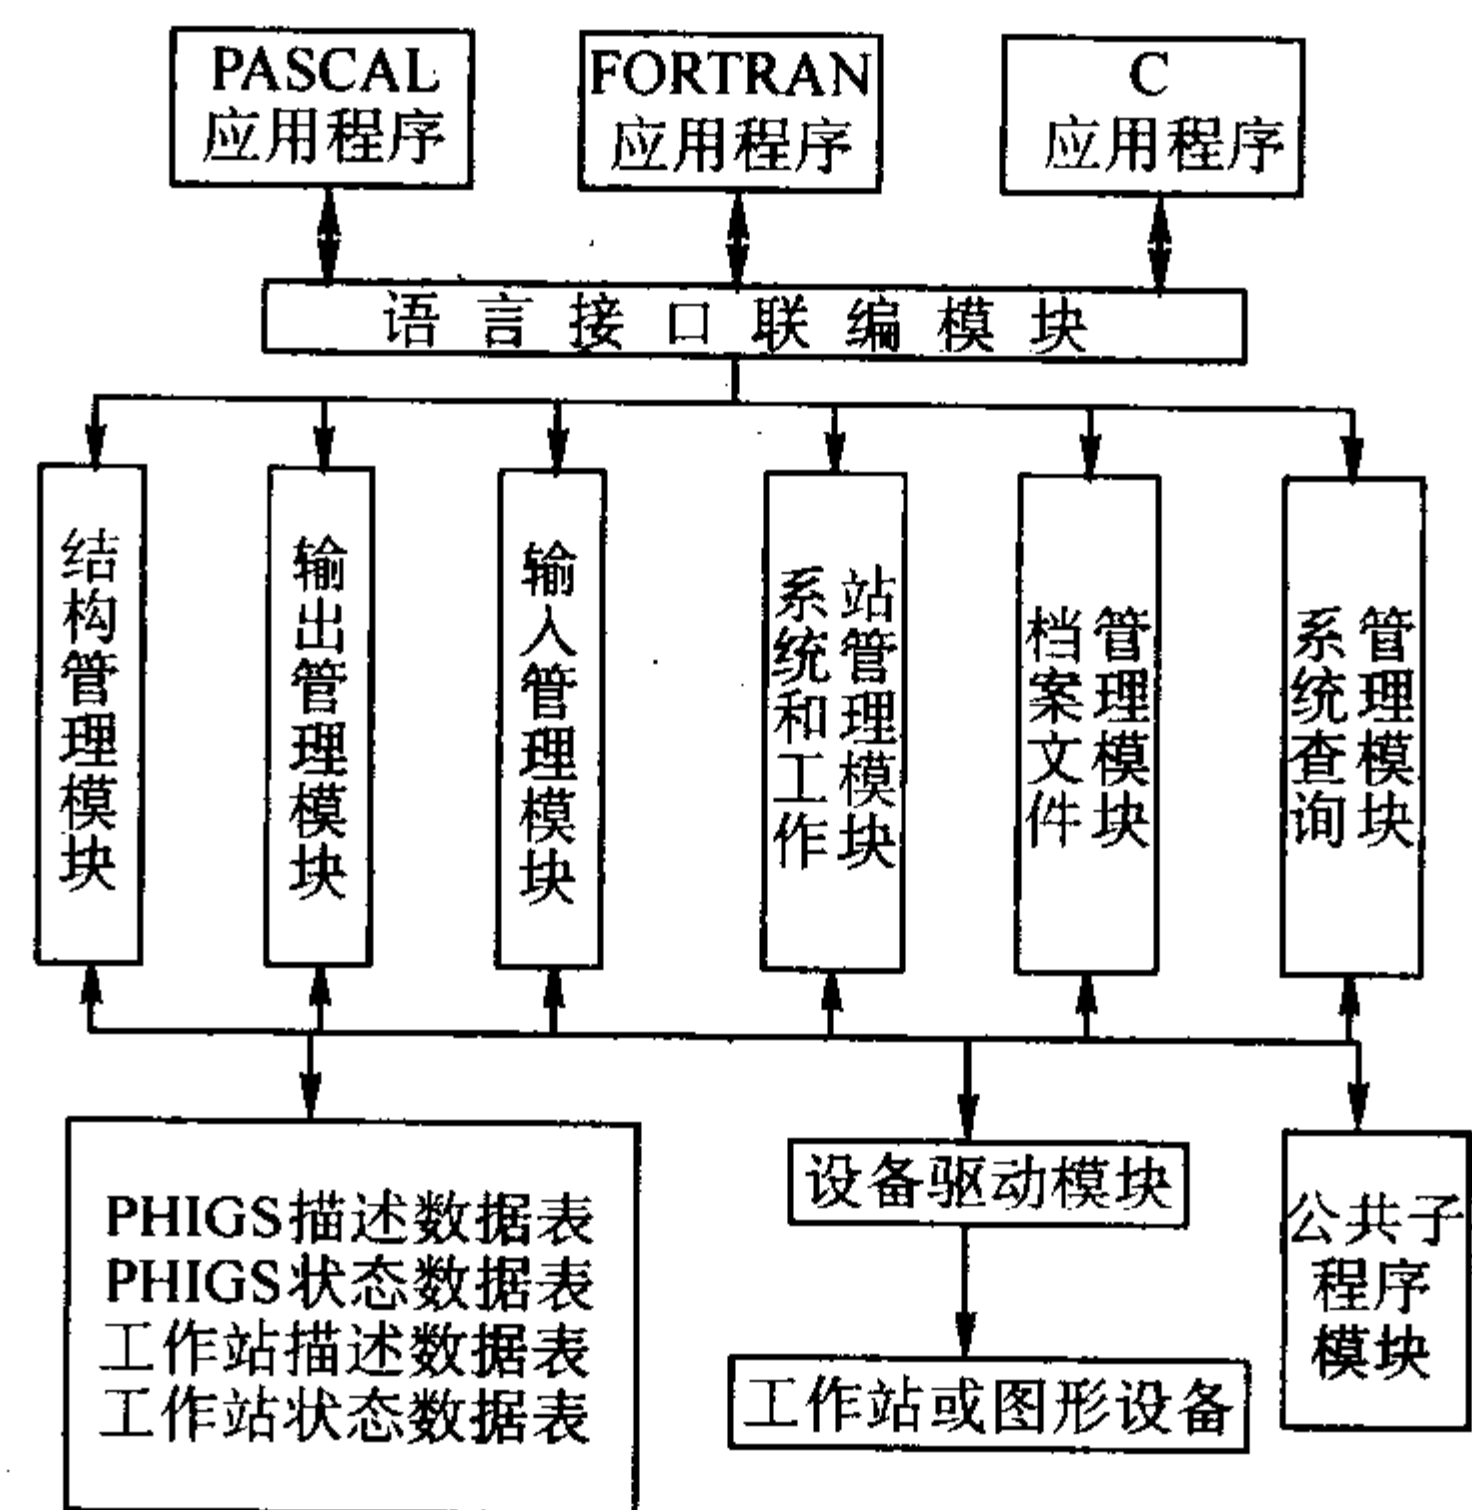 PASCAL
应用程序
FORTRAN
应用程序
C
应用程序
语言接口联编模块
结构管理模块
输出管理模块
输入管理模块
系统和工作
站管理模块
档案文件
管理模块
系统查询
管理模块
PHIGS描述数据表
PHIGS状态数据表
工作站描述数据表
工作站状态数据表
设备驱动模块
工作站或图形设备
公共子
程序
模块